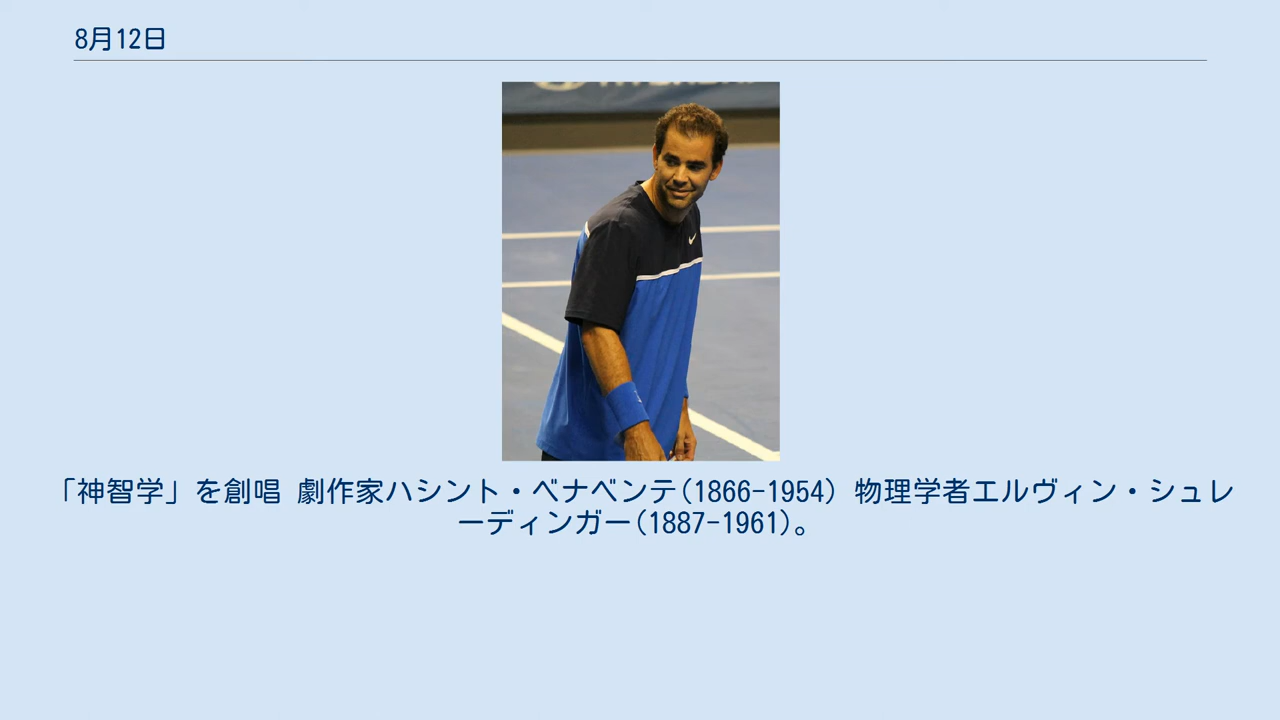 8月12日
「神智学」を創唱 劇作家ハシント・ベナベンテ(1866-1954) 物理学者エルヴィン・シュレ
ーディンガー(1887-1961)。